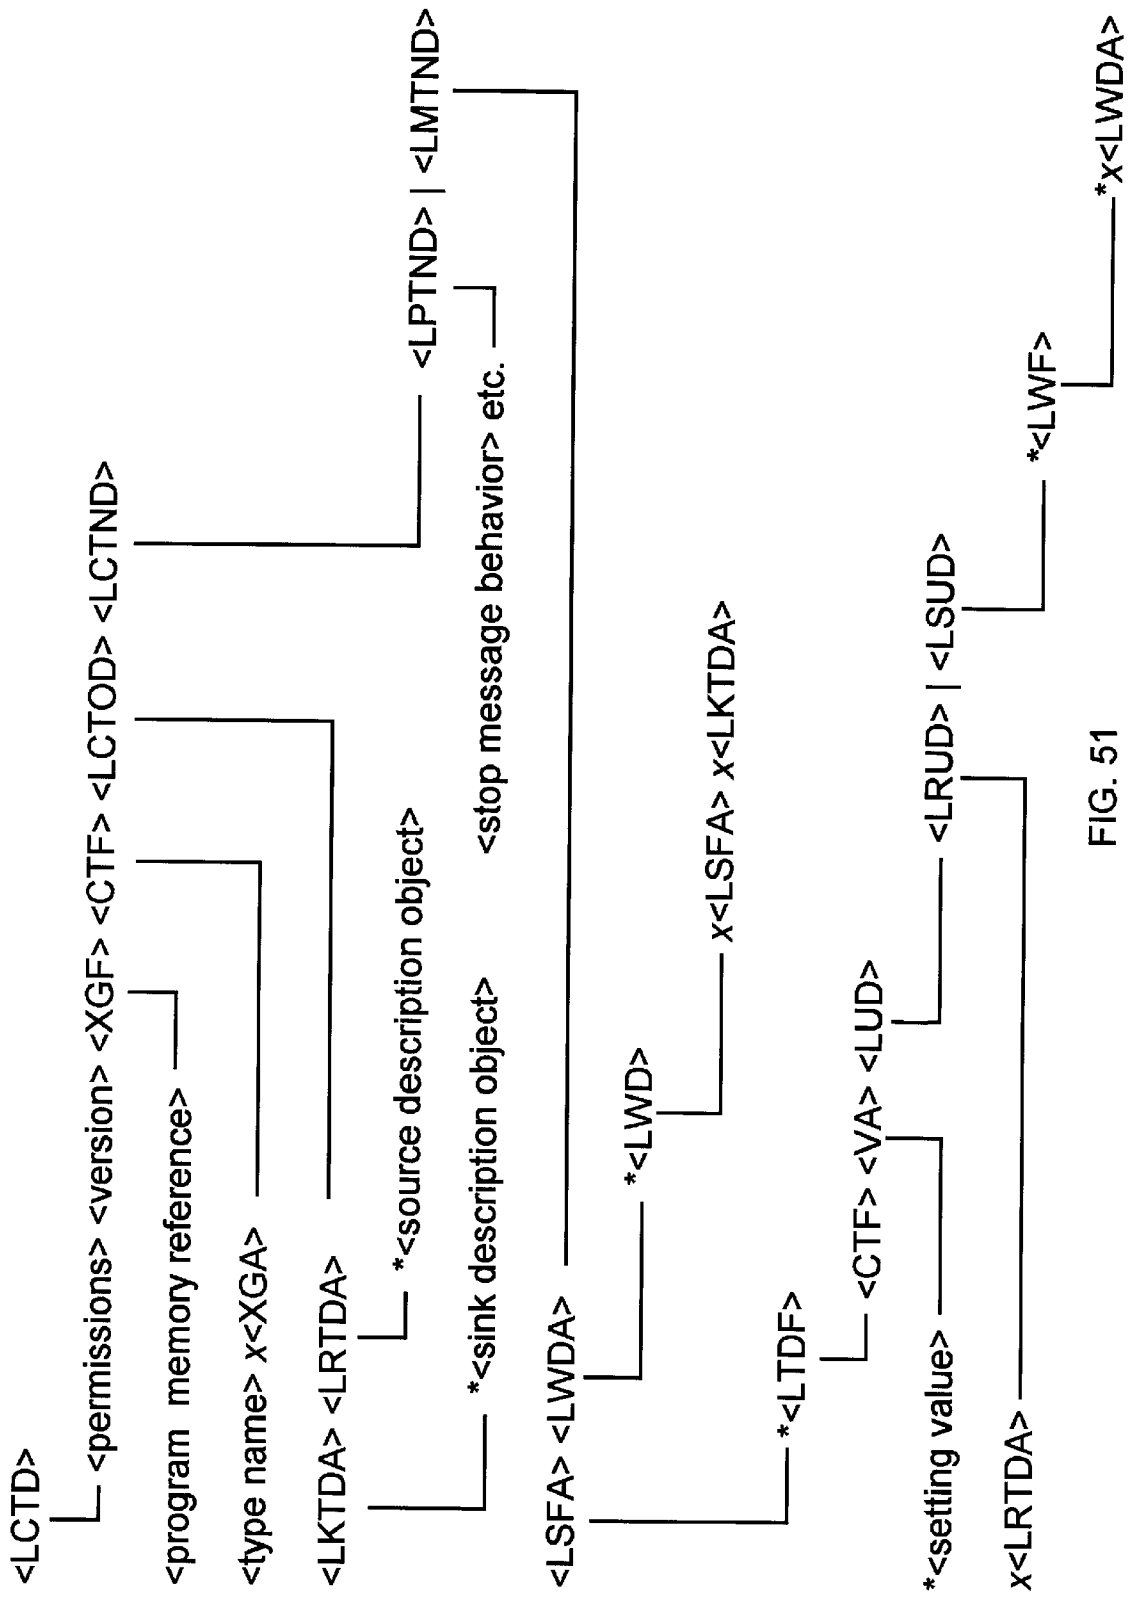 <LCTD>
<permissions> <version> <XGF> <CTF> <LCTOD> <LCTND>
<program memory reference>
<type name> x<XGA>
<LKTDA> <LRTDA>
*<source description object>
<LPTND> | <LMTND>
*<sink description object>
<stop message behavior> etc.
<LSFA> <LWDA>
*<LWD>
x<LSFA> x<LKTDA>
*<LTDF>
<CTF> <VA> <LUD>
*<setting value>
<LRUD> | <LSUD>
x<LRTDA>
*<LWF>
*x<LWDA>
FIG. 51